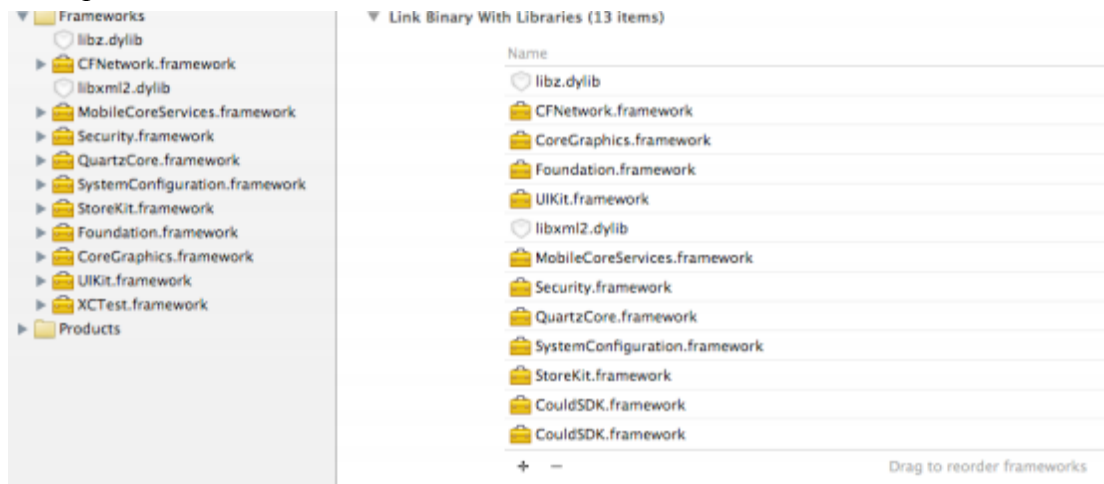 Frameworks
libz.dylib
CFNetwork.framework
libxml2.dylib
MobileCoreServices.framework
Security.framework
QuartzCore.framework
SystemConfiguration.framework
StoreKit.framework
Foundation.framework
CoreGraphics.framework
UIKit.framework
XCTest.framework
Products
Link Binary With Libraries (13 items)
Name
libz.dylib
CFNetwork.framework
CoreGraphics.framework
Foundation.framework
UIKit.framework
libxml2.dylib
MobileCoreServices.framework
Security.framework
QuartzCore.framework
SystemConfiguration.framework
StoreKit.framework
CouldSDK.framework
CouldSDK.framework
+ −
Drag to reorder frameworks